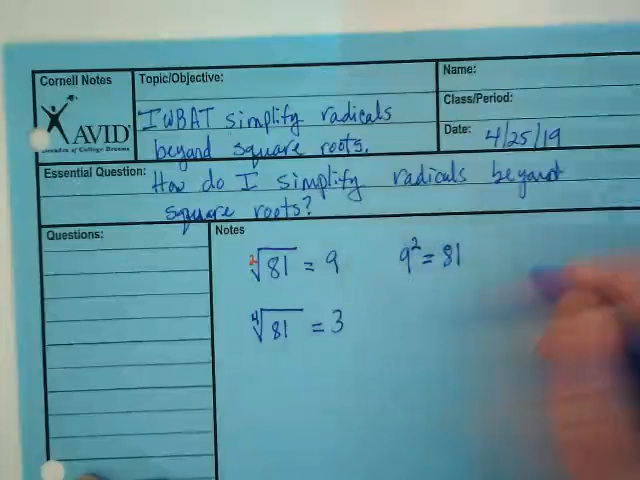 Cornell Notes
Topic/Objective:
Name:
Class/Period:
AVID
IWBAT simplify radicals
beyond square roots.
Date: 4/25/19
Essential Question: How do I simplify radicals beyond
square roots?
Questions:
Notes
²√81 = 9 9² = 81
⁴√81 = 3